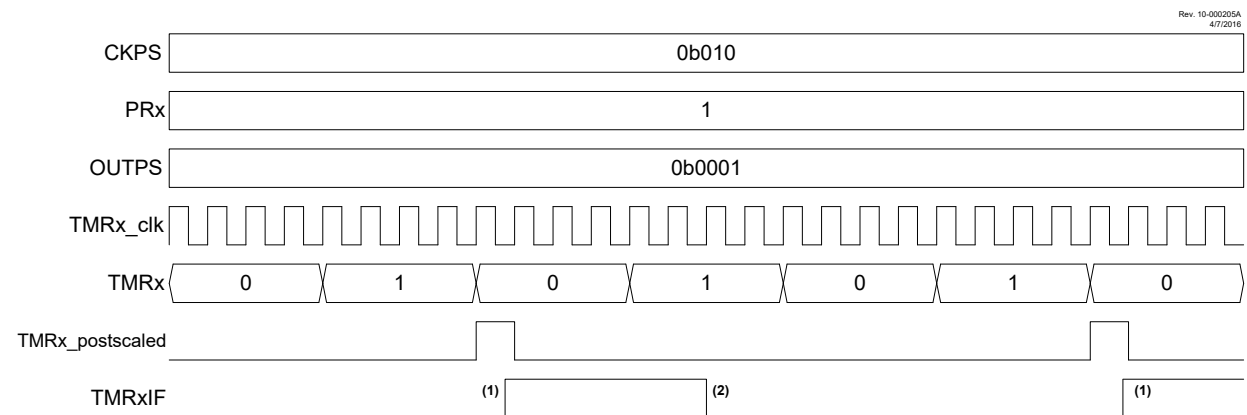 Rev. 10-000205A
4/7/2016
CKPS 0b010
PRx 1
OUTPS 0b0001
TMRx_clk
TMRx 0 1 0 1 0 1 0
TMRx_postscaled
TMRxIF (1) (2) (1)